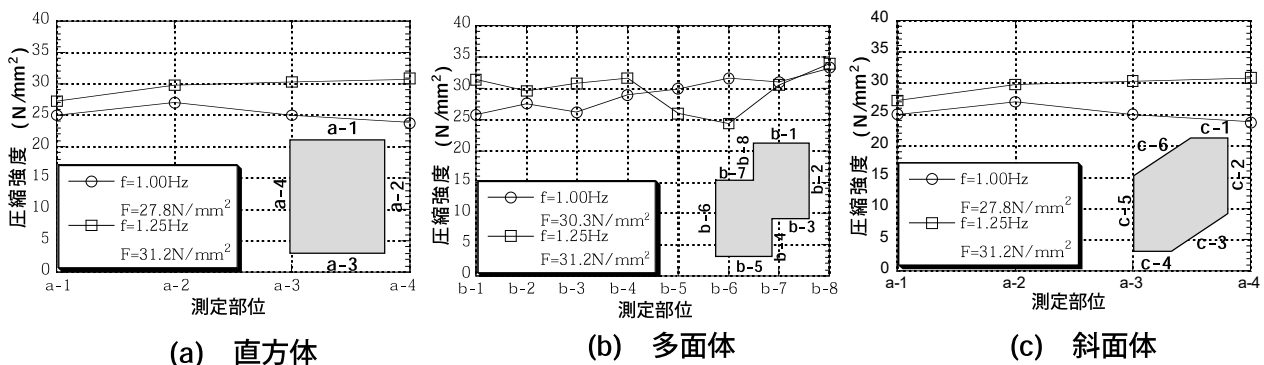 圧縮強度 (N/mm²)
40
35
30
25
20
15
10
5
0
a-1
a-4
a-2
a-3
f=1.00Hz
F=27.8N/mm²
f=1.25Hz
F=31.2N/mm²
a-1 a-2 a-3 a-4
測定部位
(a) 直方体
圧縮強度 (N/mm²)
40
35
30
25
20
15
10
5
0
b-1
b-8
b-7
b-2
b-6
b-3
b-4
b-5
f=1.00Hz
F=30.3N/mm²
f=1.25Hz
F=31.2N/mm²
b-1 b-2 b-3 b-4 b-5 b-6 b-7 b-8
測定部位
(b) 多面体
圧縮強度 (N/mm²)
40
35
30
25
20
15
10
5
0
c-1
c-6
c-2
c-5
c-3
c-4
f=1.00Hz
F=27.8N/mm²
f=1.25Hz
F=31.2N/mm²
a-1 a-2 a-3 a-4
測定部位
(c) 斜面体